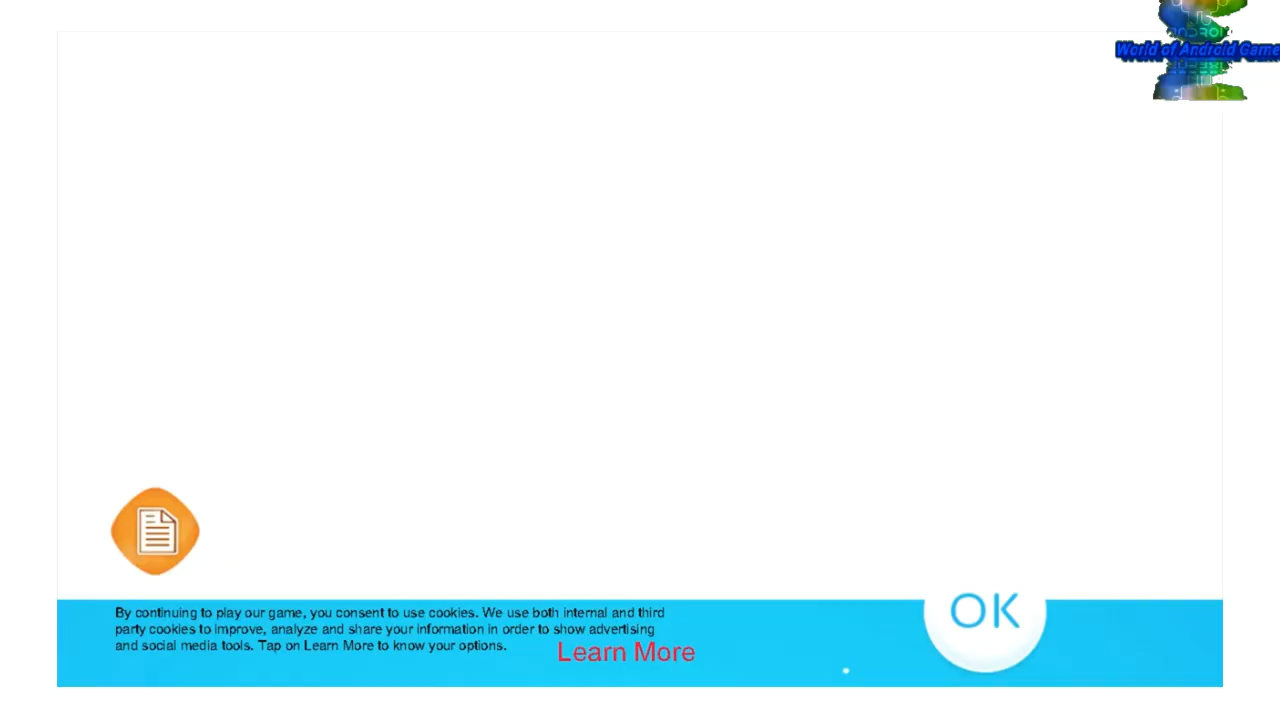 World of Android Game
By continuing to play our game, you consent to use cookies. We use both internal and third
party cookies to improve, analyze and share your information in order to show advertising
and social media tools. Tap on Learn More to know your options.
Learn More
OK